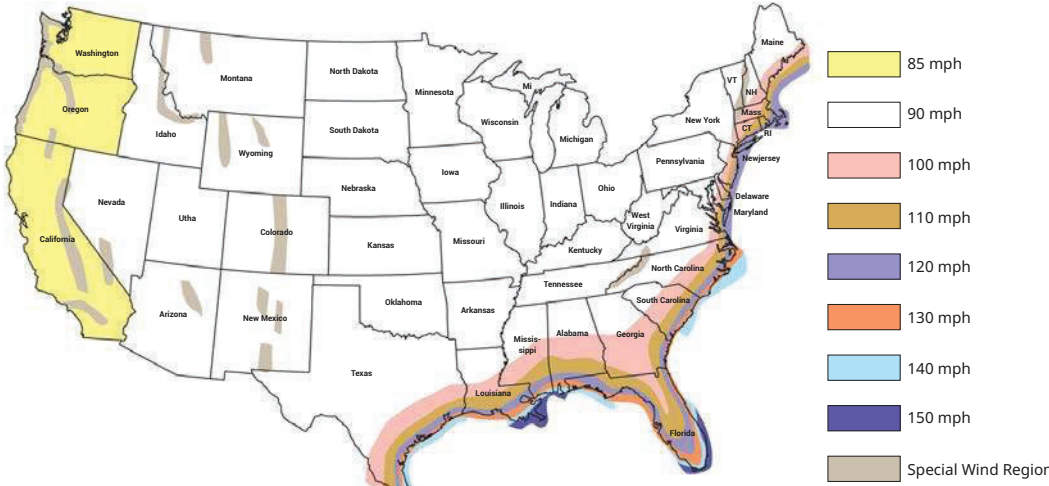 Washington
Oregon
California
Nevada
Idaho
Montana
Wyoming
Utha
Colorado
Arizona
New Mexico
North Dakota
South Dakota
Nebraska
Kansas
Oklahoma
Texas
Minnesota
Iowa
Missouri
Arkansas
Louisiana
Wisconsin
Illinois
Mi
Michigan
Indiana
Ohio
Kentucky
Tennessee
Missis-
sippi
Alabama
Georgia
Florida
South Carolina
North Carolina
Virginia
West
Virginia
Pennsylvania
New York
Maine
VT
NH
Mass
CT
RI
Newjersey
Delaware
Maryland
85 mph
90 mph
100 mph
110 mph
120 mph
130 mph
140 mph
150 mph
Special Wind Region